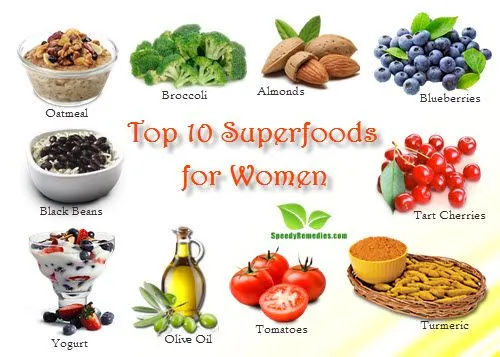 Oatmeal
Broccoli
Almonds
Blueberries
Top 10 Superfoods
for Women
Black Beans
Tart Cherries
SpeedyRemedies.com
Yogurt
Olive Oil
Tomatoes
Turmeric